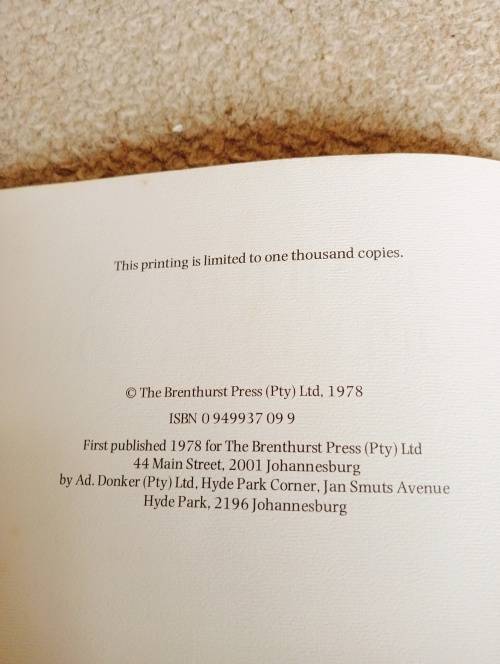 This printing is limited to one thousand copies.
© The Brenthurst Press (Pty) Ltd, 1978
ISBN 0 949937 09 9
First published 1978 for The Brenthurst Press (Pty) Ltd
44 Main Street, 2001 Johannesburg
by Ad. Donker (Pty) Ltd, Hyde Park Corner, Jan Smuts Avenue
Hyde Park, 2196 Johannesburg